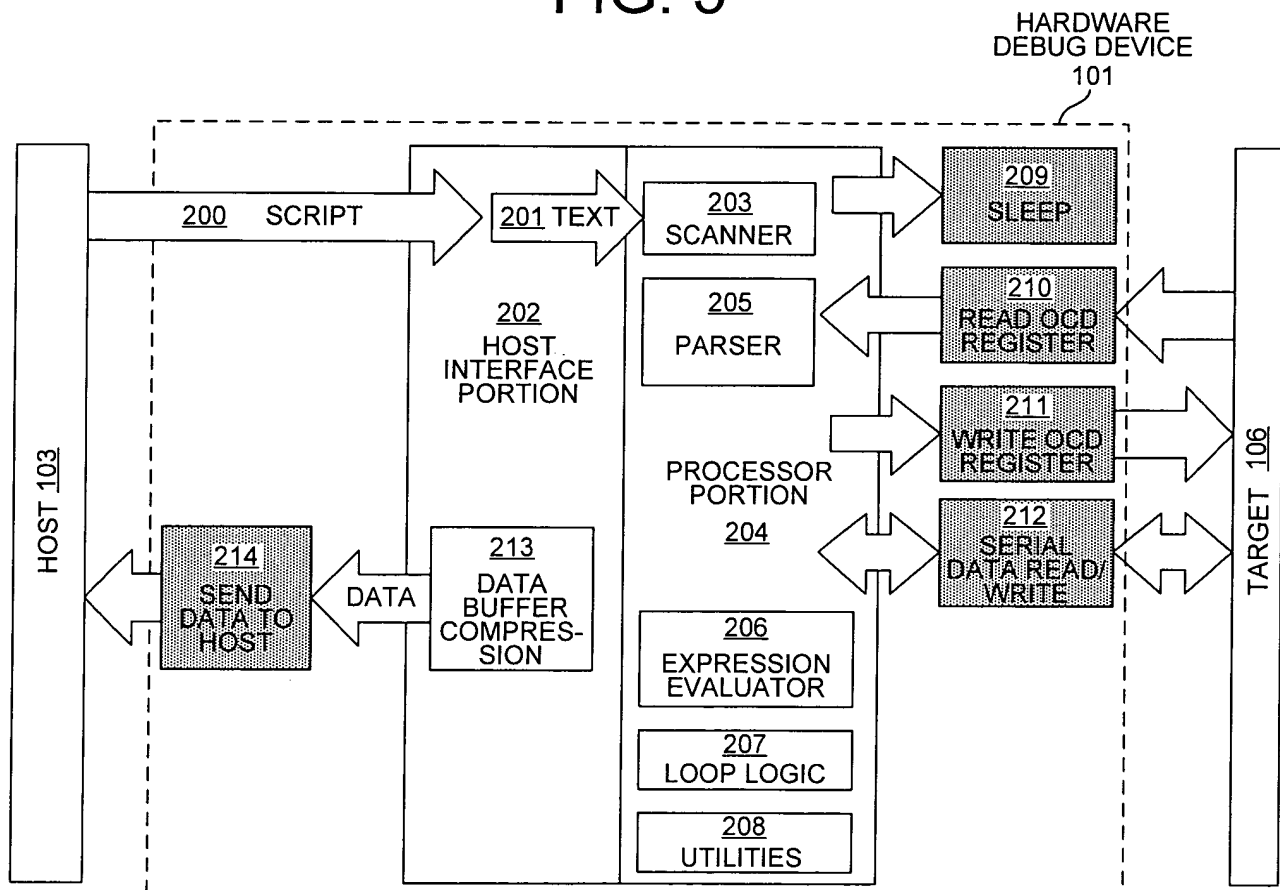 HARDWARE
DEBUG DEVICE
101
200 SCRIPT
201 TEXT
203
SCANNER
209
SLEEP
202
HOST
INTERFACE
PORTION
205
PARSER
210
READ OCD
REGISTER
211
WRITE OCD
REGISTER
PROCESSOR
PORTION
204
212
SERIAL
DATA READ/
WRITE
HOST 103
TARGET 106
214
SEND
DATA TO
HOST
DATA
213
DATA
BUFFER
COMPRES-
SION
206
EXPRESSION
EVALUATOR
207
LOOP LOGIC
208
UTILITIES